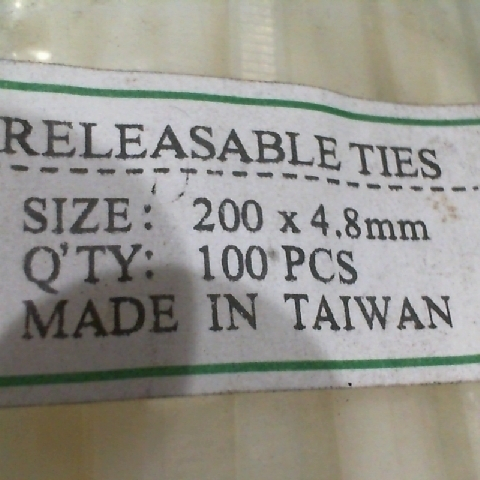 RELEASABLE TIES
SIZE: 200 x 4.8mm
Q'TY: 100 PCS
MADE IN TAIWAN